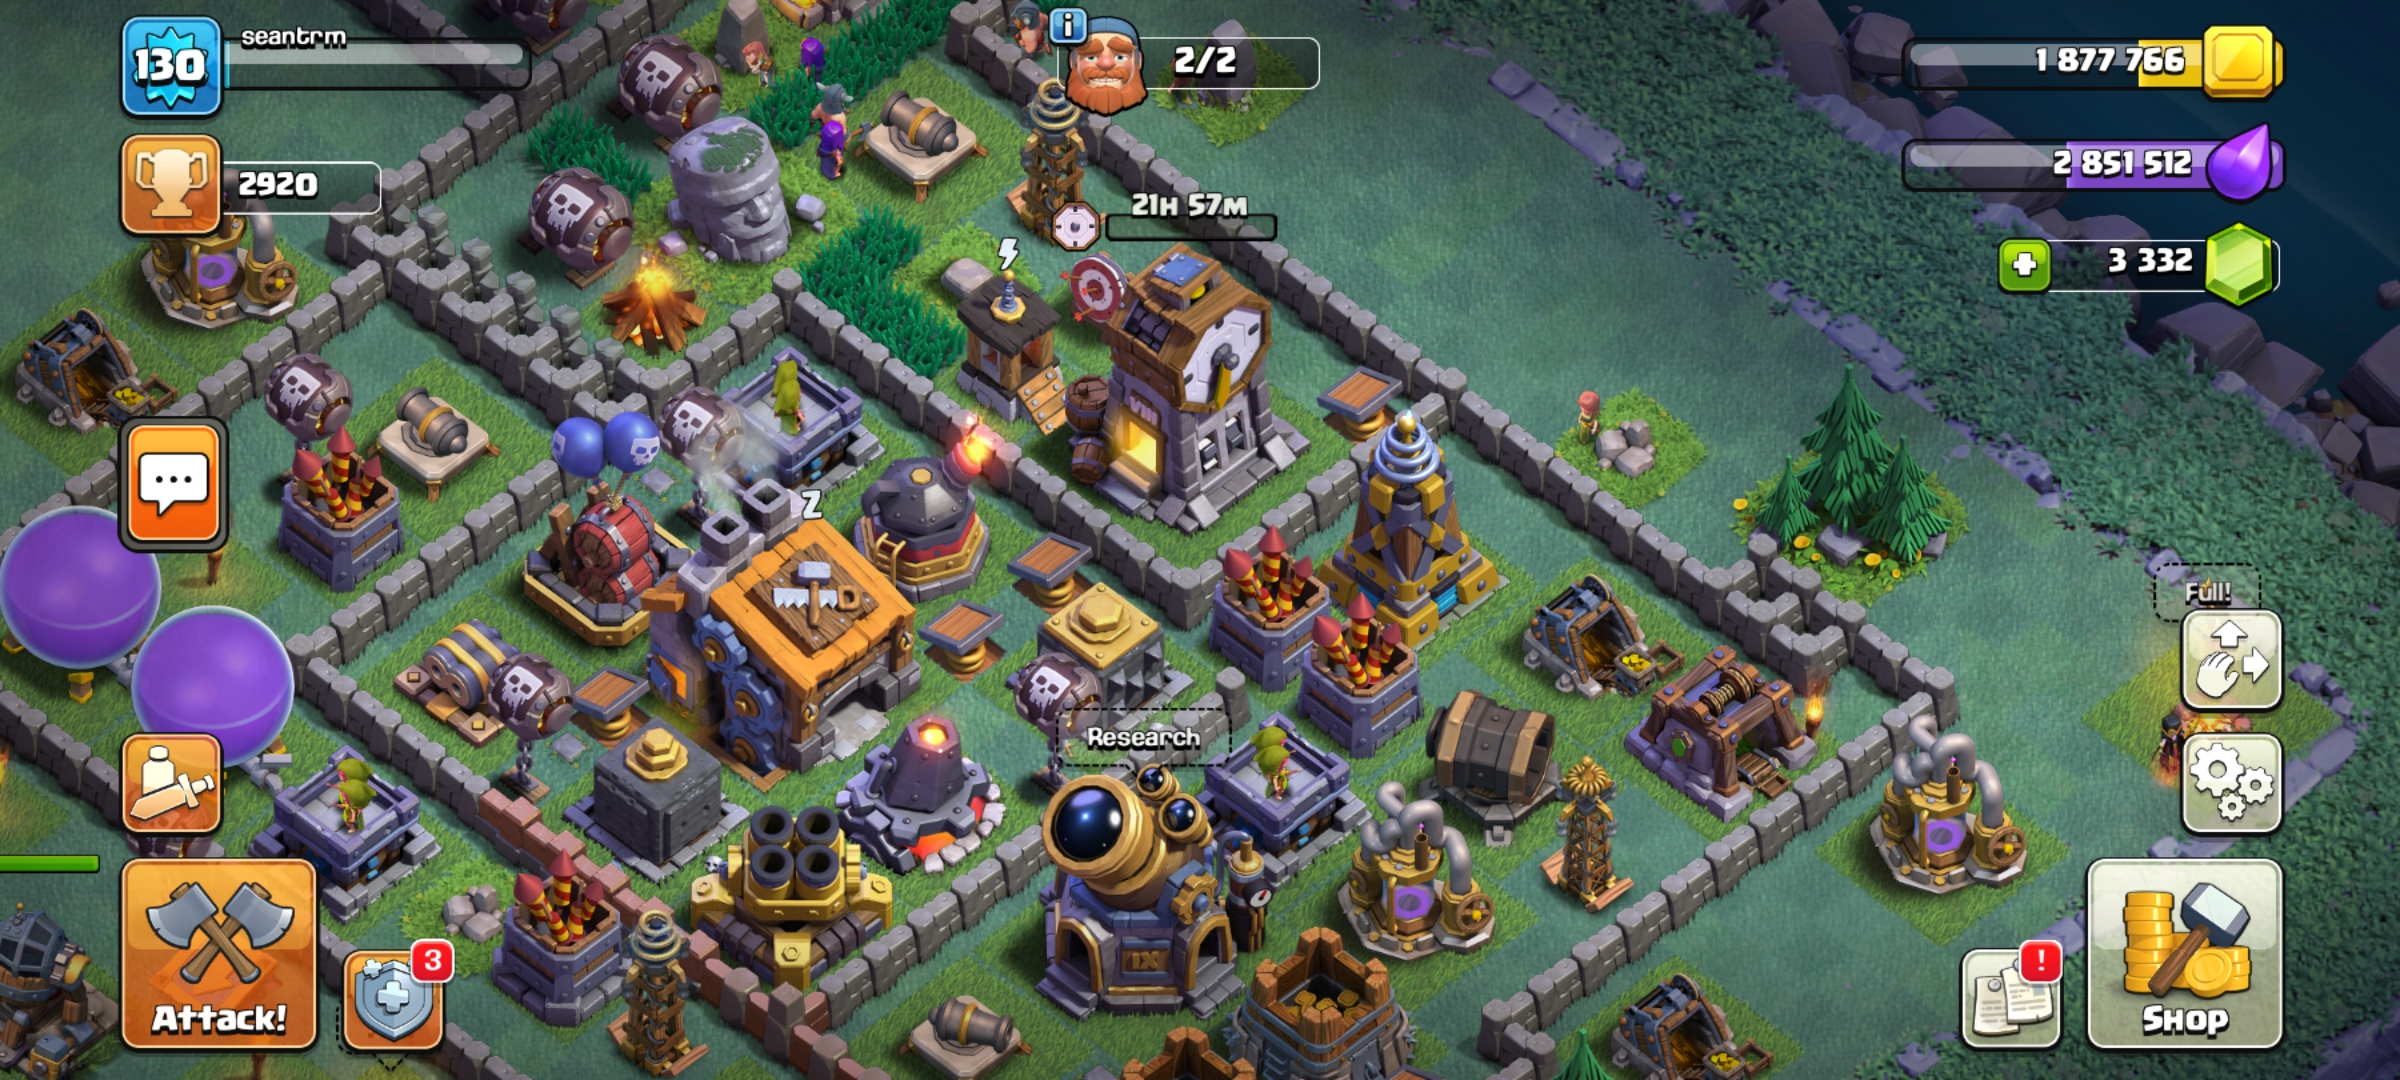 130
seantrm
2/2
1 877 766
2920
2 851 512
21H 57M
3 332
Z
Full!
Research
IX
3
!
Attack!
Shop